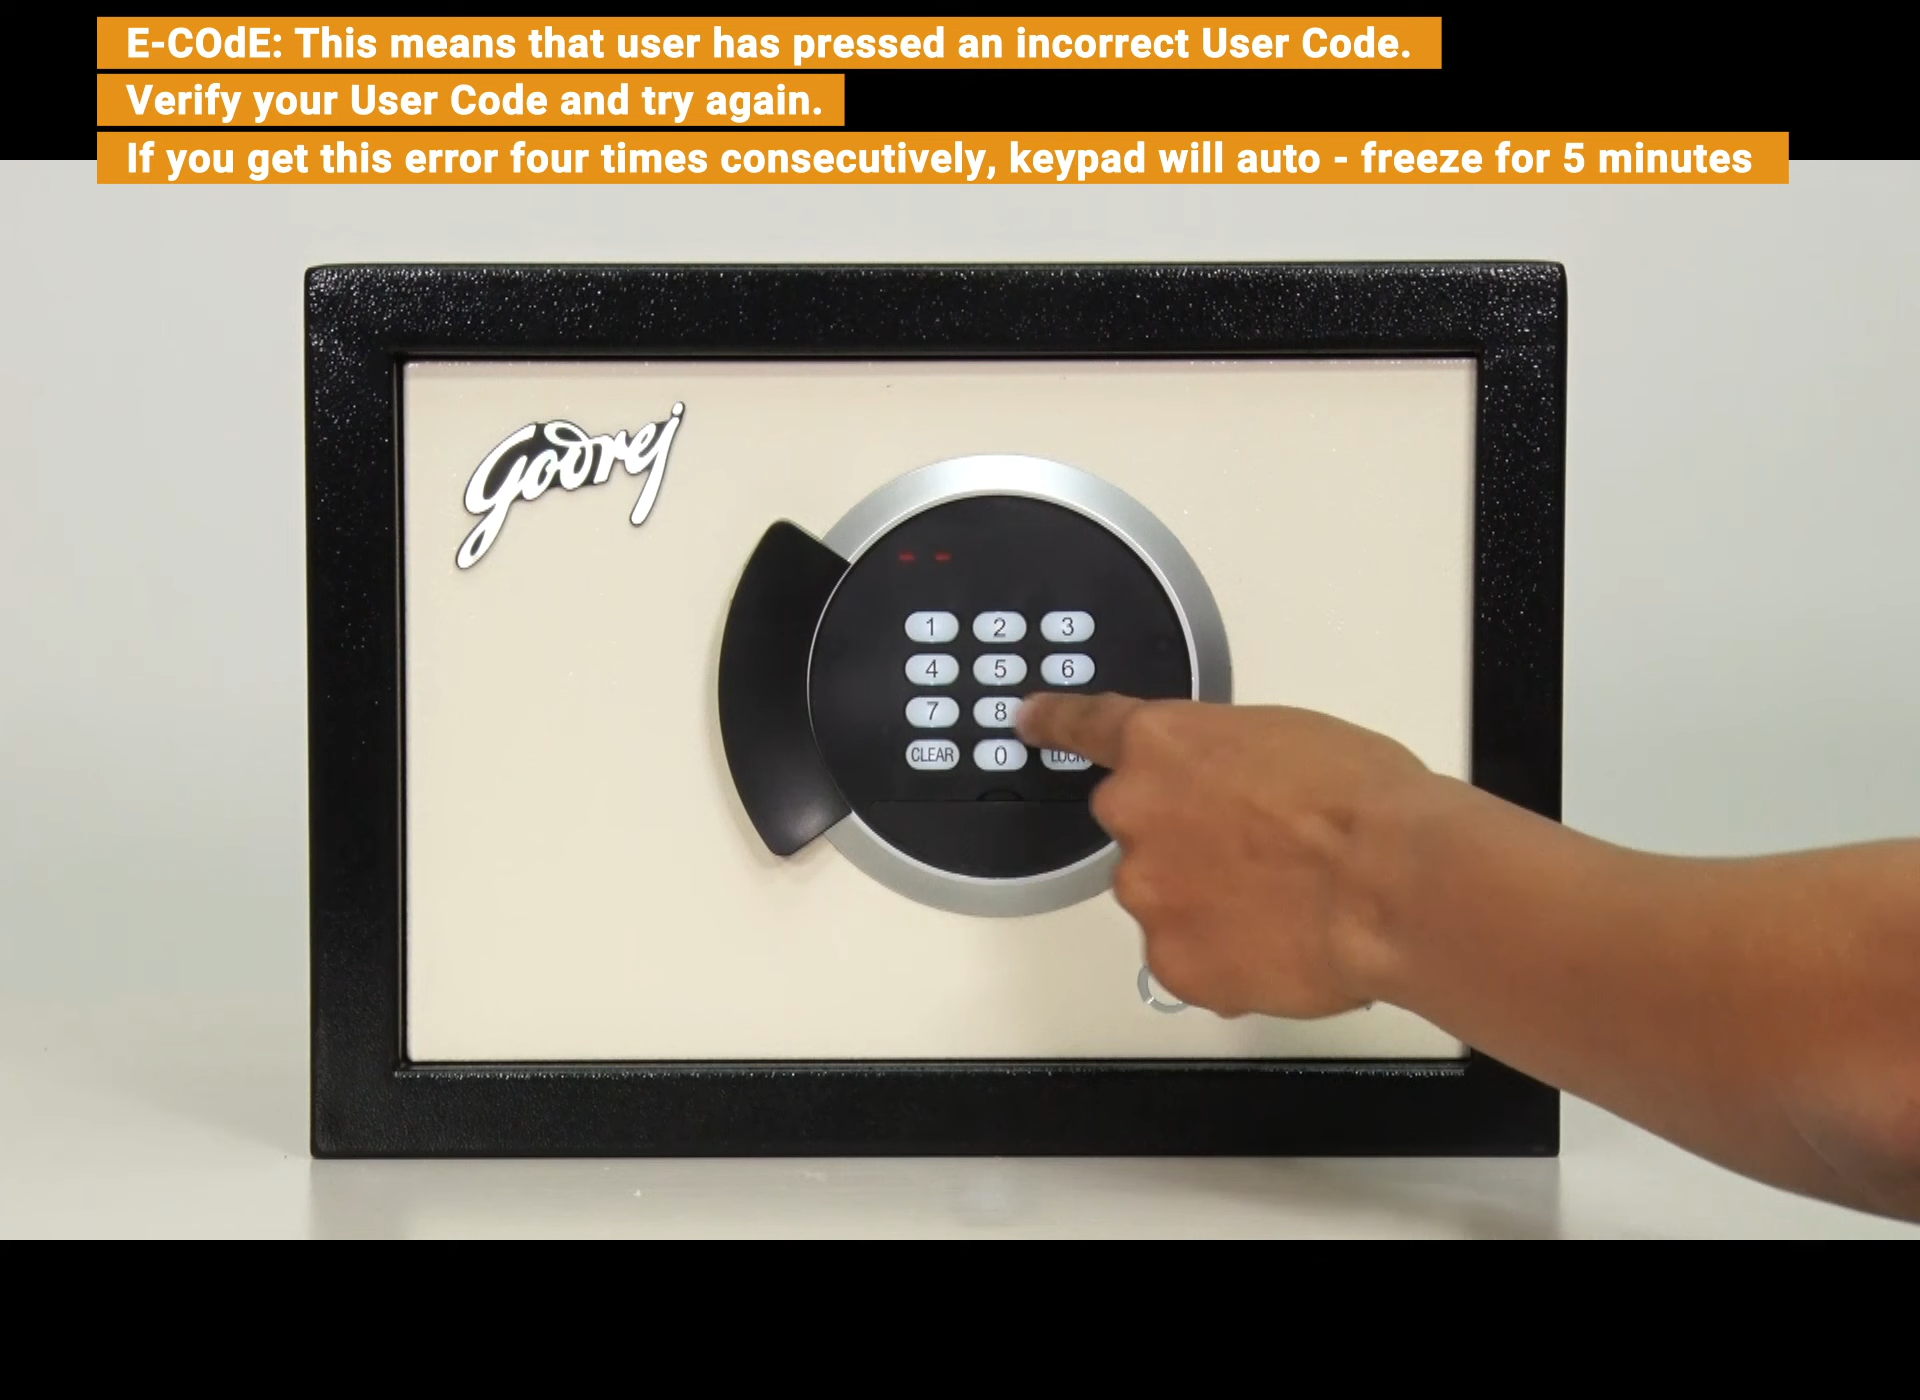 E-COdE: This means that user has pressed an incorrect User Code.
Verify your User Code and try again.
If you get this error four times consecutively, keypad will auto - freeze for 5 minutes
Godrej
1 2 3
4 5 6
7 8
CLEAR 0 LOCK